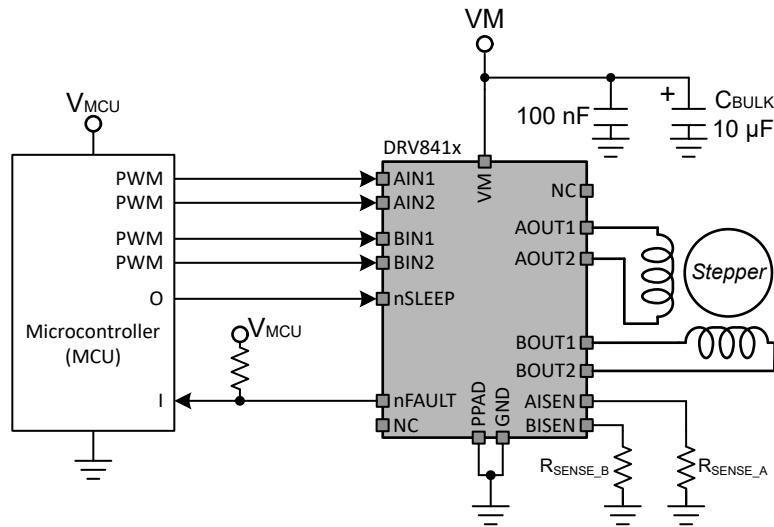 VM
VMCU
100 nF
+
CBULK
10 µF
DRV841x
PWM
AIN1
VM
NC
PWM
AIN2
AOUT1
PWM
BIN1
AOUT2
Stepper
PWM
BIN2
O
nSLEEP
Microcontroller
(MCU)
VMCU
BOUT1
BOUT2
I
nFAULT
PPAD
GND
AISEN
NC
BISEN
RSENSE_B
RSENSE_A